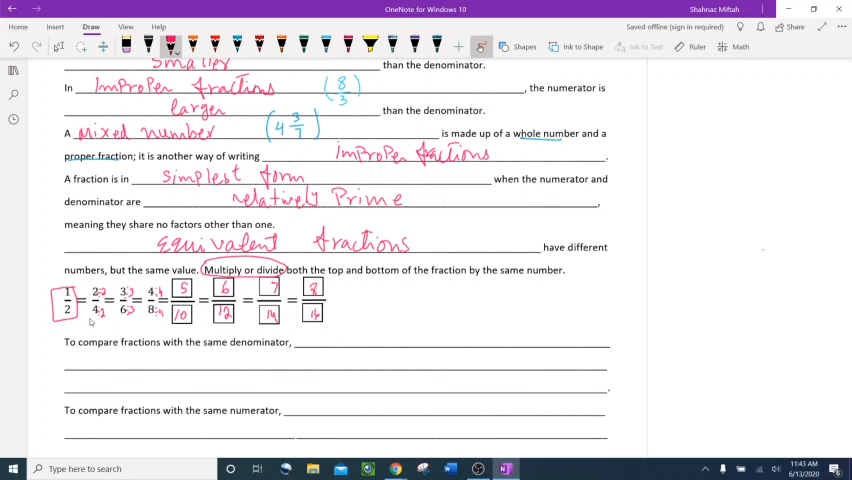 OneNote for Windows 10
Shahnaz Miftah
Home Insert Draw View Help
Saved offline (sign in required) Share
Shapes Ink to Shape Ink to Text Ruler Math
Smaller than the denominator.
In Improper fractions (8/3), the numerator is
larger than the denominator.
A mixed number (4 3/7) is made up of a whole number and a
proper fraction; it is another way of writing improper fractions.
A fraction is in simplest form when the numerator and
denominator are relatively Prime,
meaning they share no factors other than one.
equivalent fractions have different
numbers, but the same value. Multiply or divide both the top and bottom of the fraction by the same number.
1/2 = 2÷2/4÷2 = 3÷3/6÷3 = 4÷4/8÷4 = 5/10 = 6/12 = 7/14 = 8/16
To compare fractions with the same denominator,
To compare fractions with the same numerator,
Type here to search
11:43 AM
6/13/2020